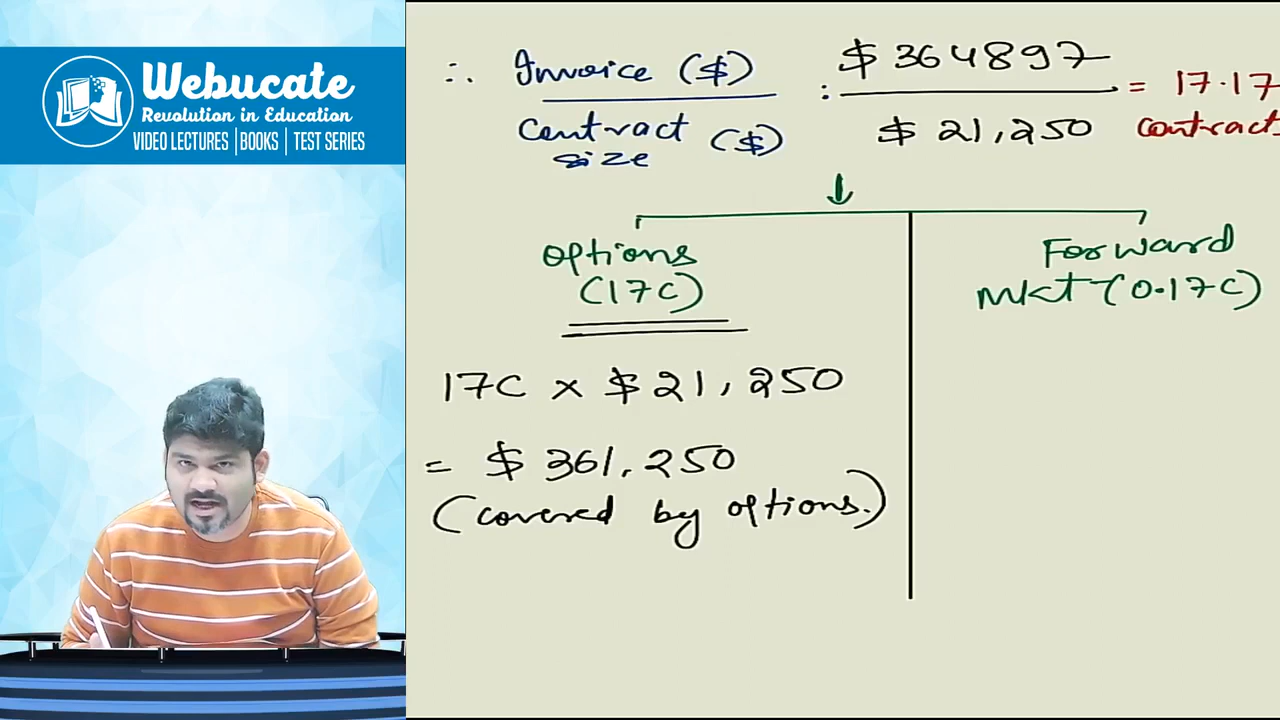 Webucate
Revolution in Education
VIDEO LECTURES | BOOKS | TEST SERIES
∴ Invoice ($) : $ 364897 = 17.17
contract size ($) $ 21,250 contract
↓
options Forward
(17C) mkt (0.17C)
17C x $ 21,250
= $ 361,250
(covered by options.)